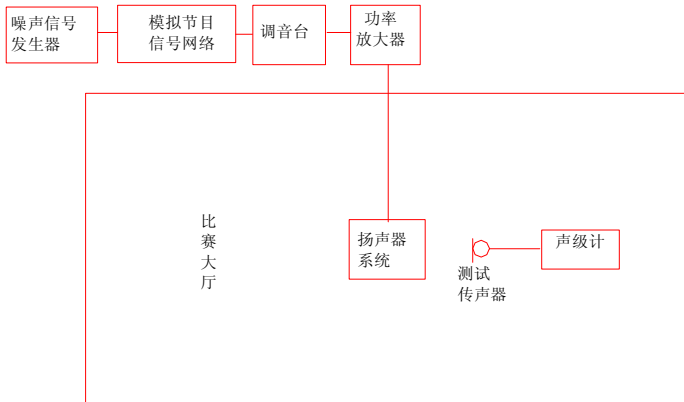 噪声信号
发生器
模拟节目
信号网络
调音台
功率
放大器
比
赛
大
厅
扬声器
系统
测试
传声器
声级计